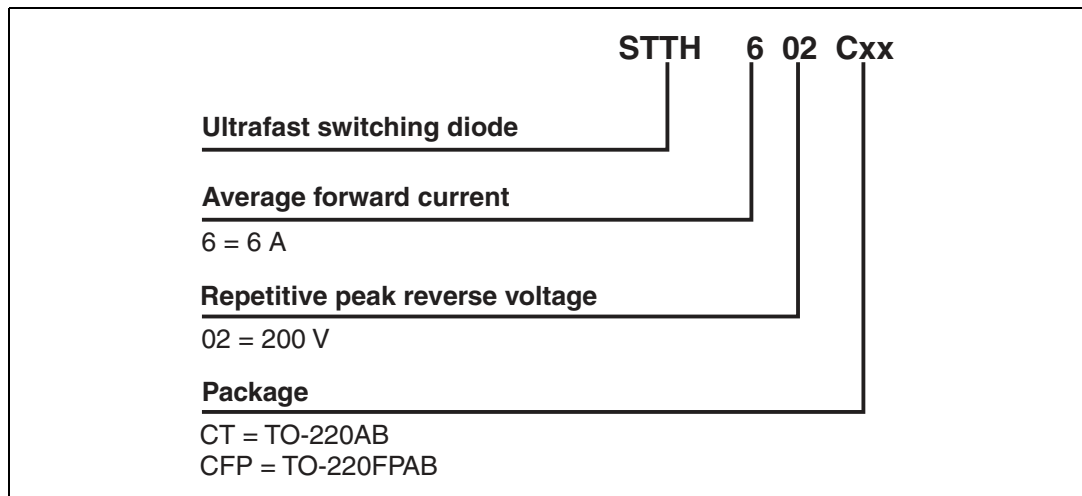 STTH 6 02 Cxx
Ultrafast switching diode
Average forward current
6 = 6 A
Repetitive peak reverse voltage
02 = 200 V
Package
CT = TO-220AB
CFP = TO-220FPAB